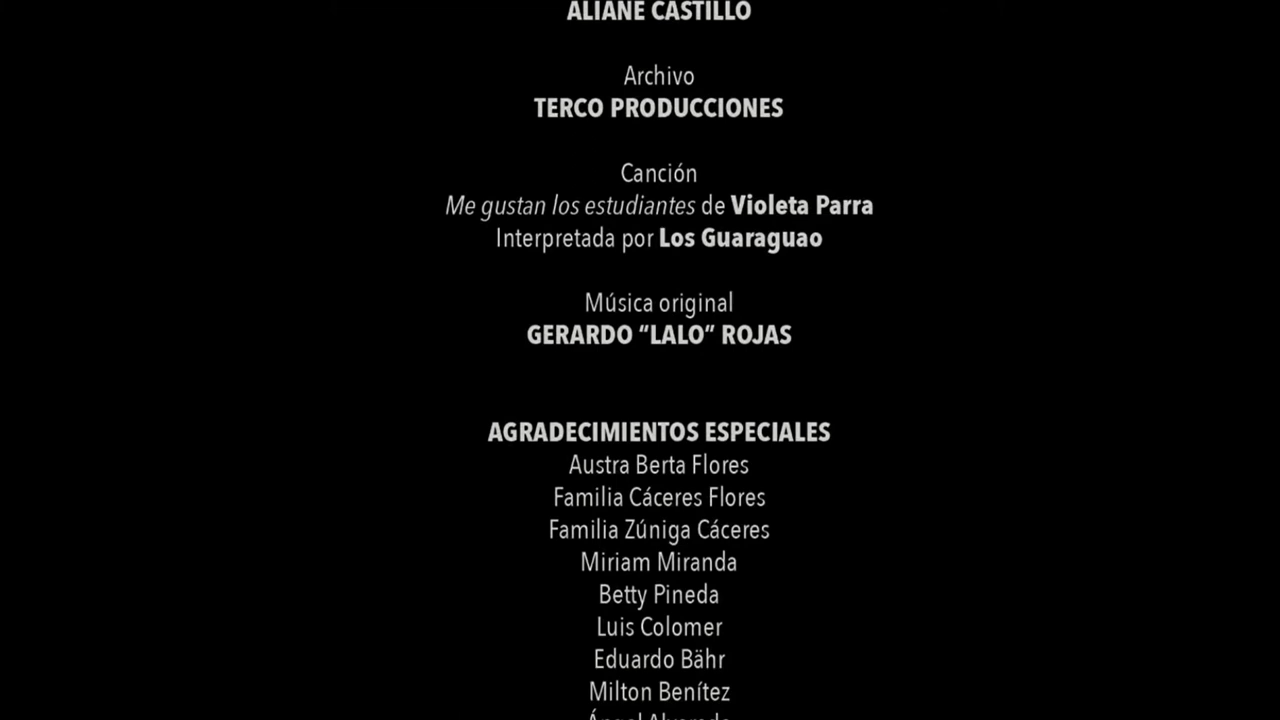 ALIANE CASTILLO
Archivo
TERCO PRODUCCIONES
Canción
Me gustan los estudiantes de Violeta Parra
Interpretada por Los Guaraguao
Música original
GERARDO “LALO” ROJAS
AGRADECIMIENTOS ESPECIALES
Austra Berta Flores
Familia Cáceres Flores
Familia Zúniga Cáceres
Miriam Miranda
Betty Pineda
Luis Colomer
Eduardo Bähr
Milton Benítez